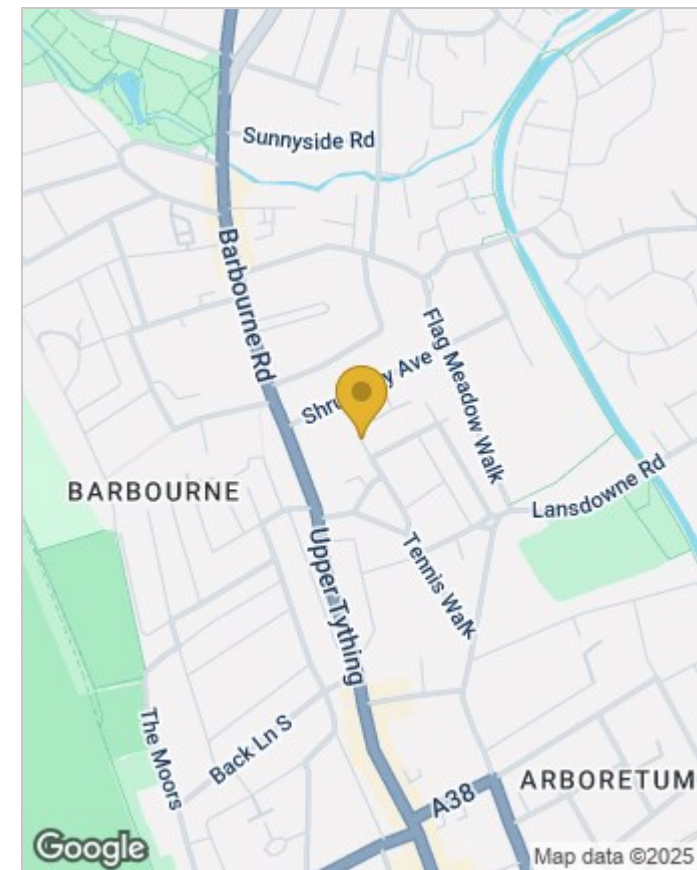 Sunnyside Rd
Barbourne Rd
Flag Meadow Walk
Ave
BARBOURNE
Lansdowne Rd
Upper Tything
Tennis Walk
The Moors
Back Ln S
A38
ARBORETUM
Google
Map data ©2025